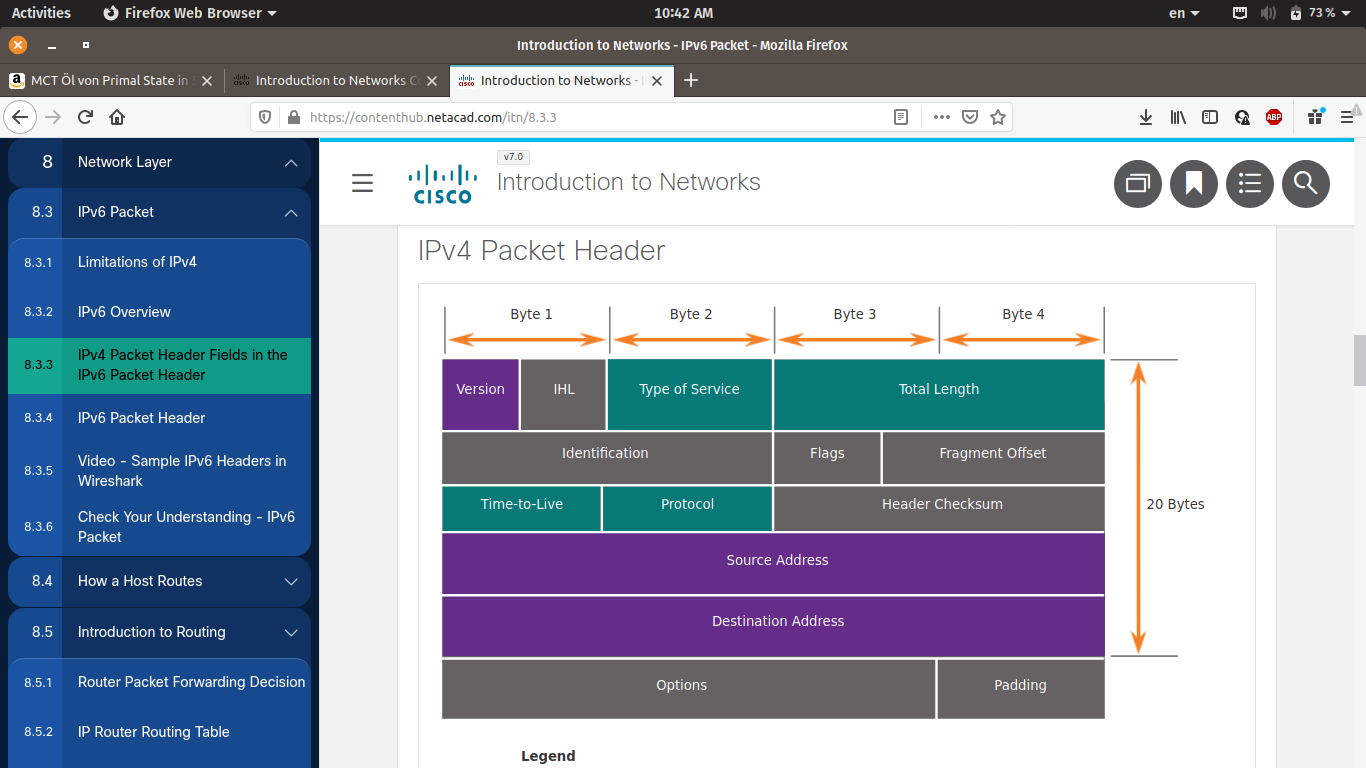 Activities Firefox Web Browser 10:42 AM en 73 %
Introduction to Networks - IPv6 Packet - Mozilla Firefox
MCT Öl von Primal State in Introduction to Networks Introduction to Networks -
https://contenthub.netacad.com/itn/8.3.3 ABP
8 Network Layer
8.3 IPv6 Packet
8.3.1 Limitations of IPv4
8.3.2 IPv6 Overview
8.3.3 IPv4 Packet Header Fields in the
IPv6 Packet Header
8.3.4 IPv6 Packet Header
8.3.5 Video – Sample IPv6 Headers in
Wireshark
8.3.6 Check Your Understanding – IPv6
Packet
8.4 How a Host Routes
8.5 Introduction to Routing
8.5.1 Router Packet Forwarding Decision
8.5.2 IP Router Routing Table
v7.0
CISCO Introduction to Networks
IPv4 Packet Header
Byte 1 Byte 2 Byte 3 Byte 4
Version IHL Type of Service Total Length
Identification Flags Fragment Offset
Time-to-Live Protocol Header Checksum
20 Bytes
Source Address
Destination Address
Options Padding
Legend